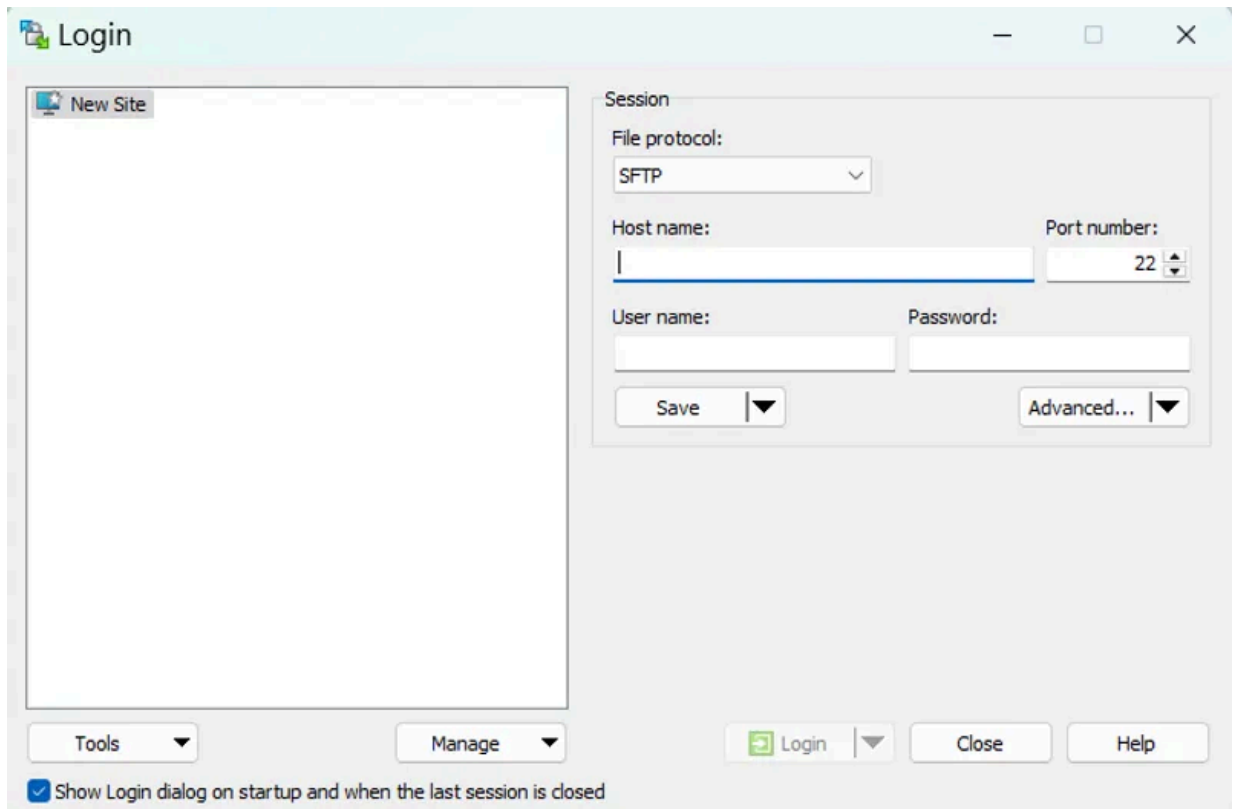 Login
New Site
Session
File protocol:
SFTP
Host name:
Port number:
22
User name:
Password:
Save
Advanced...
Tools
Manage
Login
Close
Help
Show Login dialog on startup and when the last session is closed